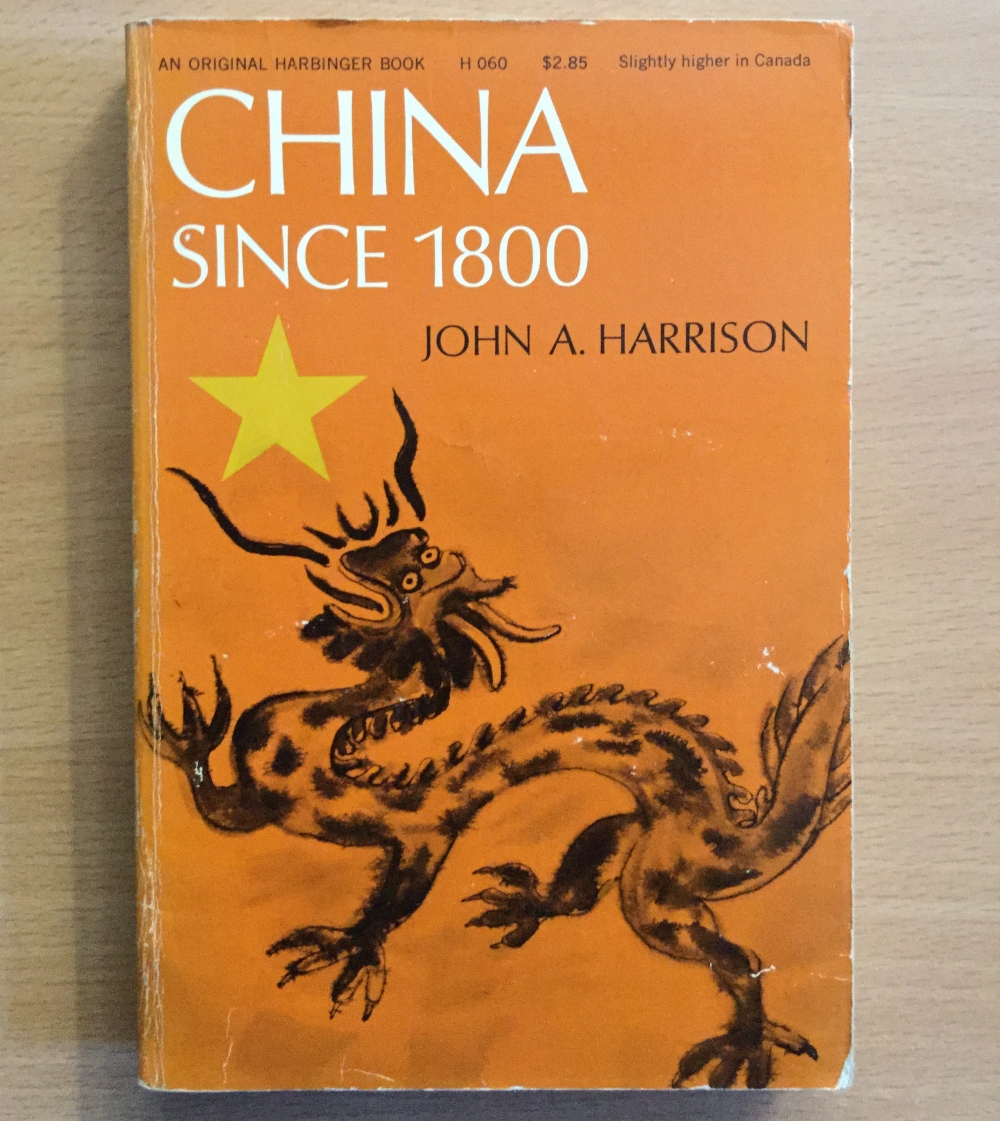 AN ORIGINAL HARBINGER BOOK H 060 $2.85 Slightly higher in Canada
CHINA
SINCE 1800
JOHN A. HARRISON